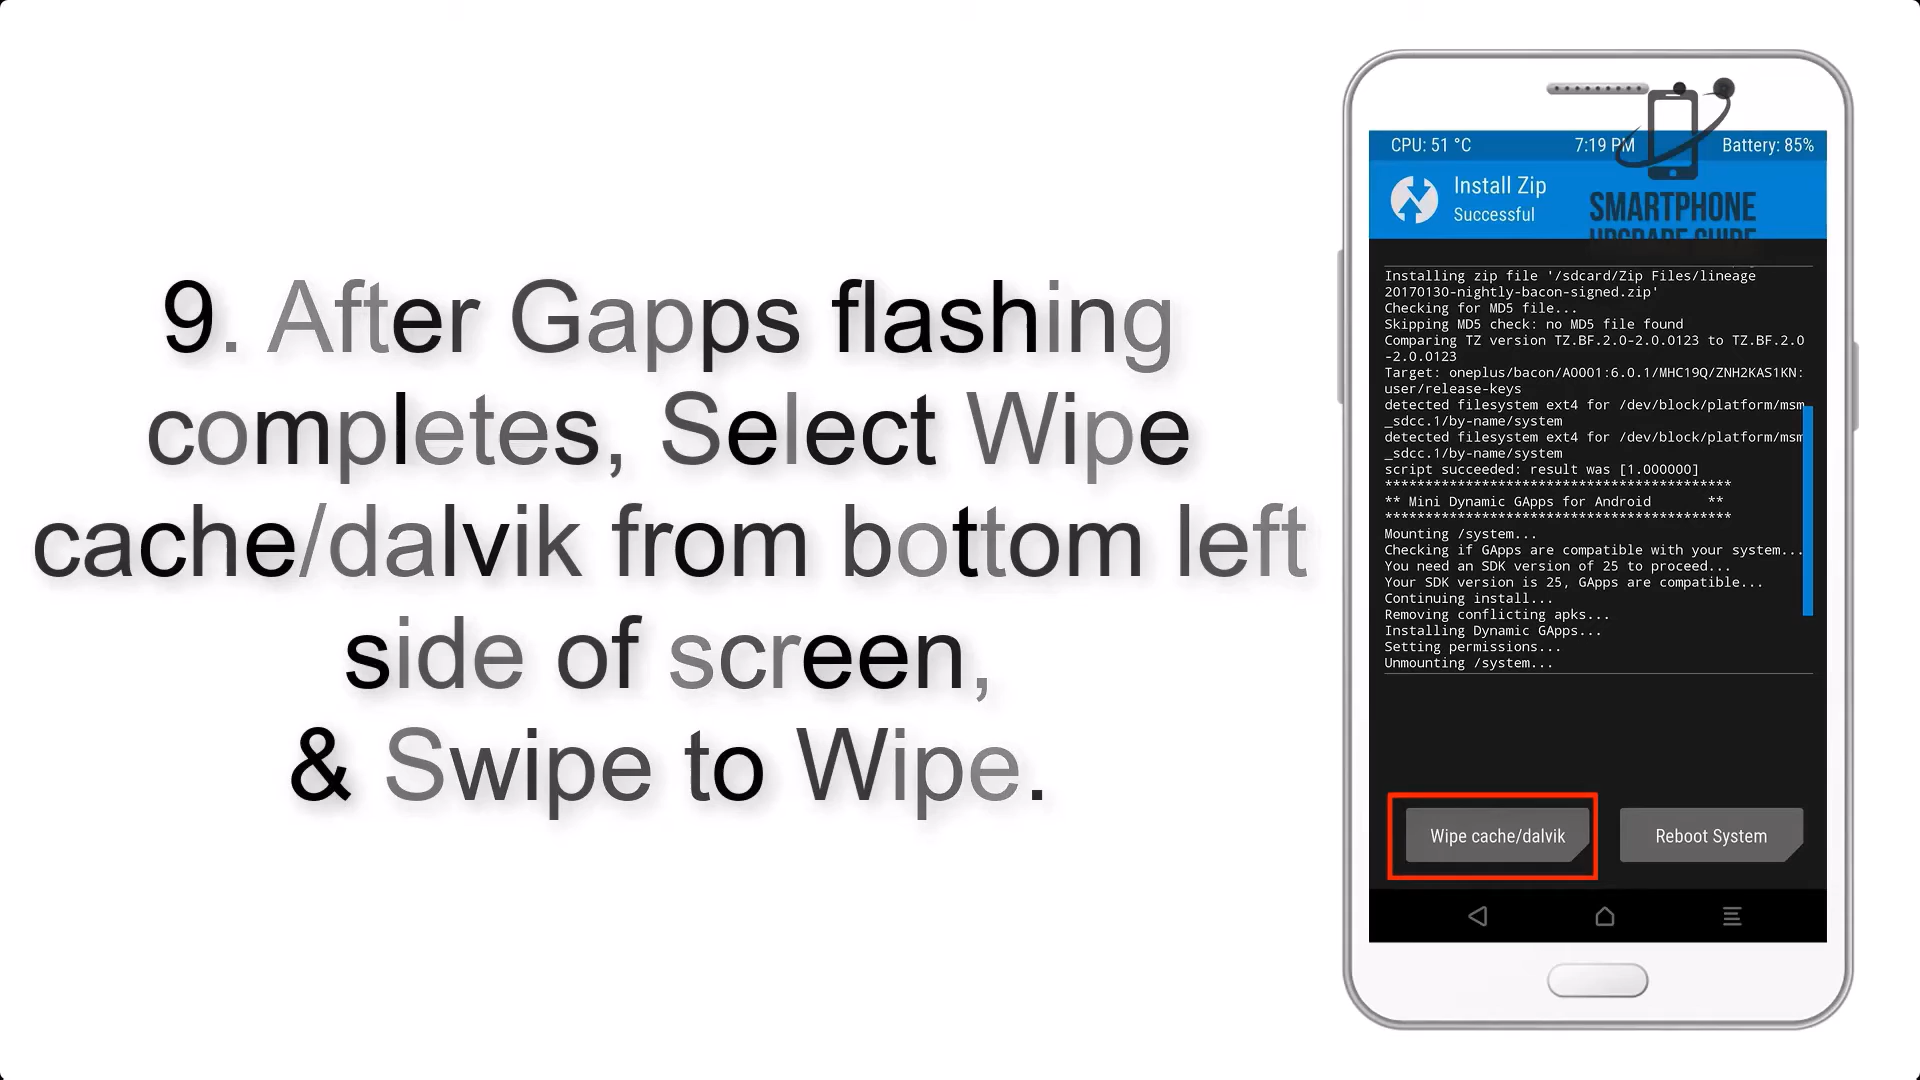 9. After Gapps flashing
completes, Select Wipe
cache/dalvik from bottom left
side of screen,
& Swipe to Wipe.
CPU: 51 °C 7:19 PM Battery: 85%
Install Zip
Successful
SMARTPHONE
UPGRADE GUIDE
Installing zip file '/sdcard/Zip Files/lineage
20170130-nightly-bacon-signed.zip'
Checking for MD5 file...
Skipping MD5 check: no MD5 file found
Comparing TZ version TZ.BF.2.0-2.0.0123 to TZ.BF.2.0
-2.0.0123
Target: oneplus/bacon/A0001:6.0.1/MHC19Q/ZNH2KAS1KN:
user/release-keys
detected filesystem ext4 for /dev/block/platform/msm
_sdcc.1/by-name/system
detected filesystem ext4 for /dev/block/platform/msm
_sdcc.1/by-name/system
script succeeded: result was [1.000000]
*******************************************
** Mini Dynamic GApps for Android **
*******************************************
Mounting /system...
Checking if GApps are compatible with your system...
You need an SDK version of 25 to proceed...
Your SDK version is 25, GApps are compatible...
Continuing install...
Removing conflicting apks...
Installing Dynamic GApps...
Setting permissions...
Unmounting /system...
Wipe cache/dalvik Reboot System